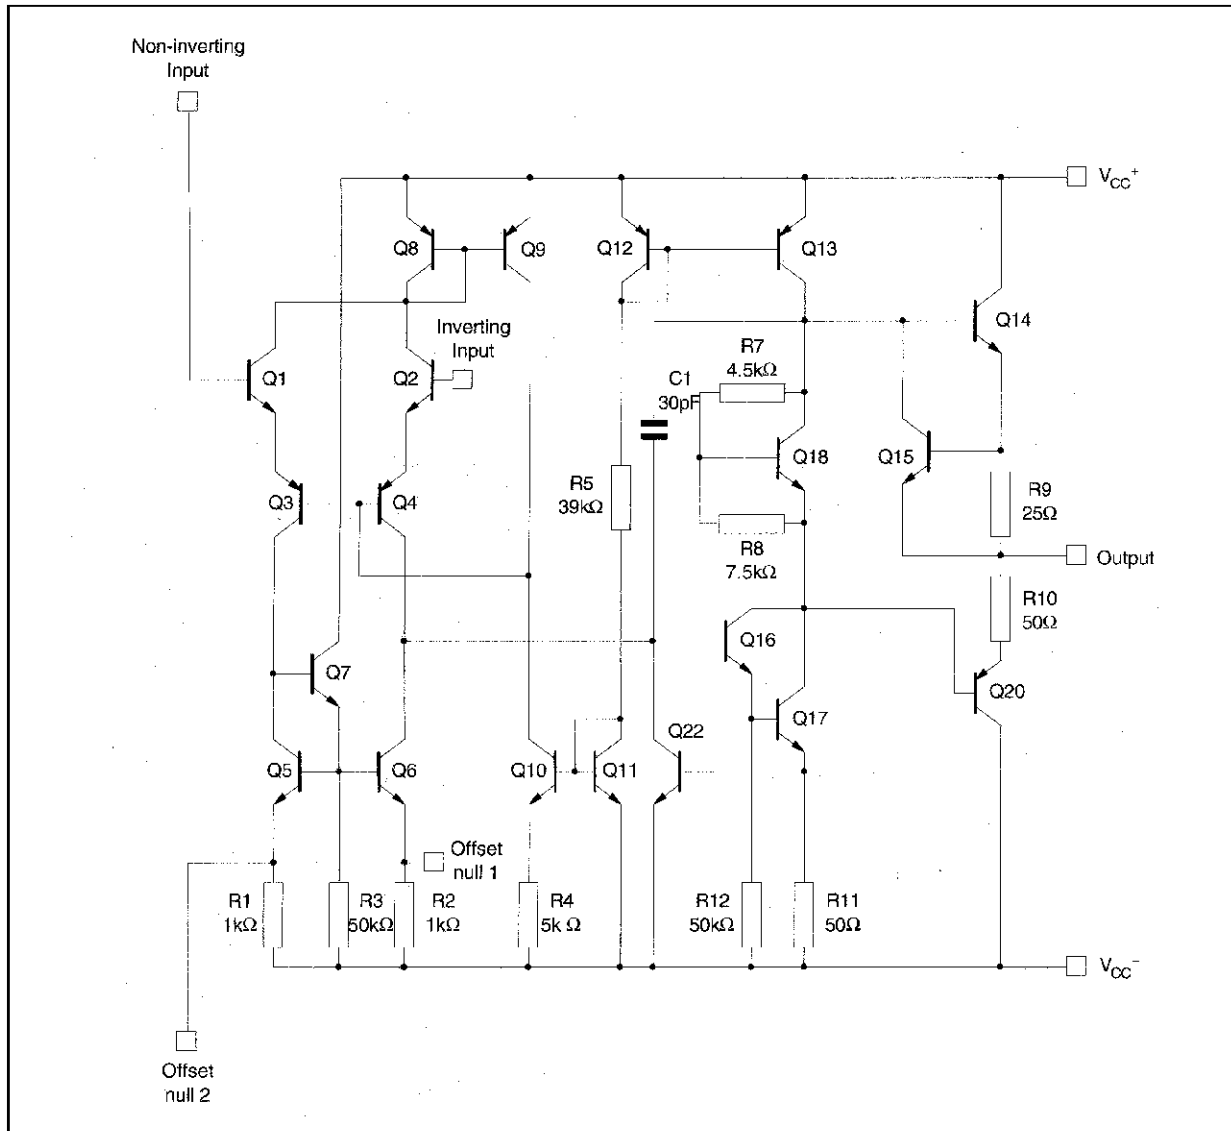 Non-inverting
Input
V_CC+
Q8
Q9
Q12
Q13
Q14
Inverting
Input
Q1
Q2
R7
4.5kΩ
C1
30pF
Q18
Q15
Q3
Q4
R5
39kΩ
R9
25Ω
R8
7.5kΩ
Output
R10
50Ω
Q16
Q7
Q20
Q17
Q22
Q5
Q6
Q10
Q11
Offset
null 1
R1
1kΩ
R3
50kΩ
R2
1kΩ
R4
5k Ω
R12
50kΩ
R11
50Ω
V_CC−
Offset
null 2